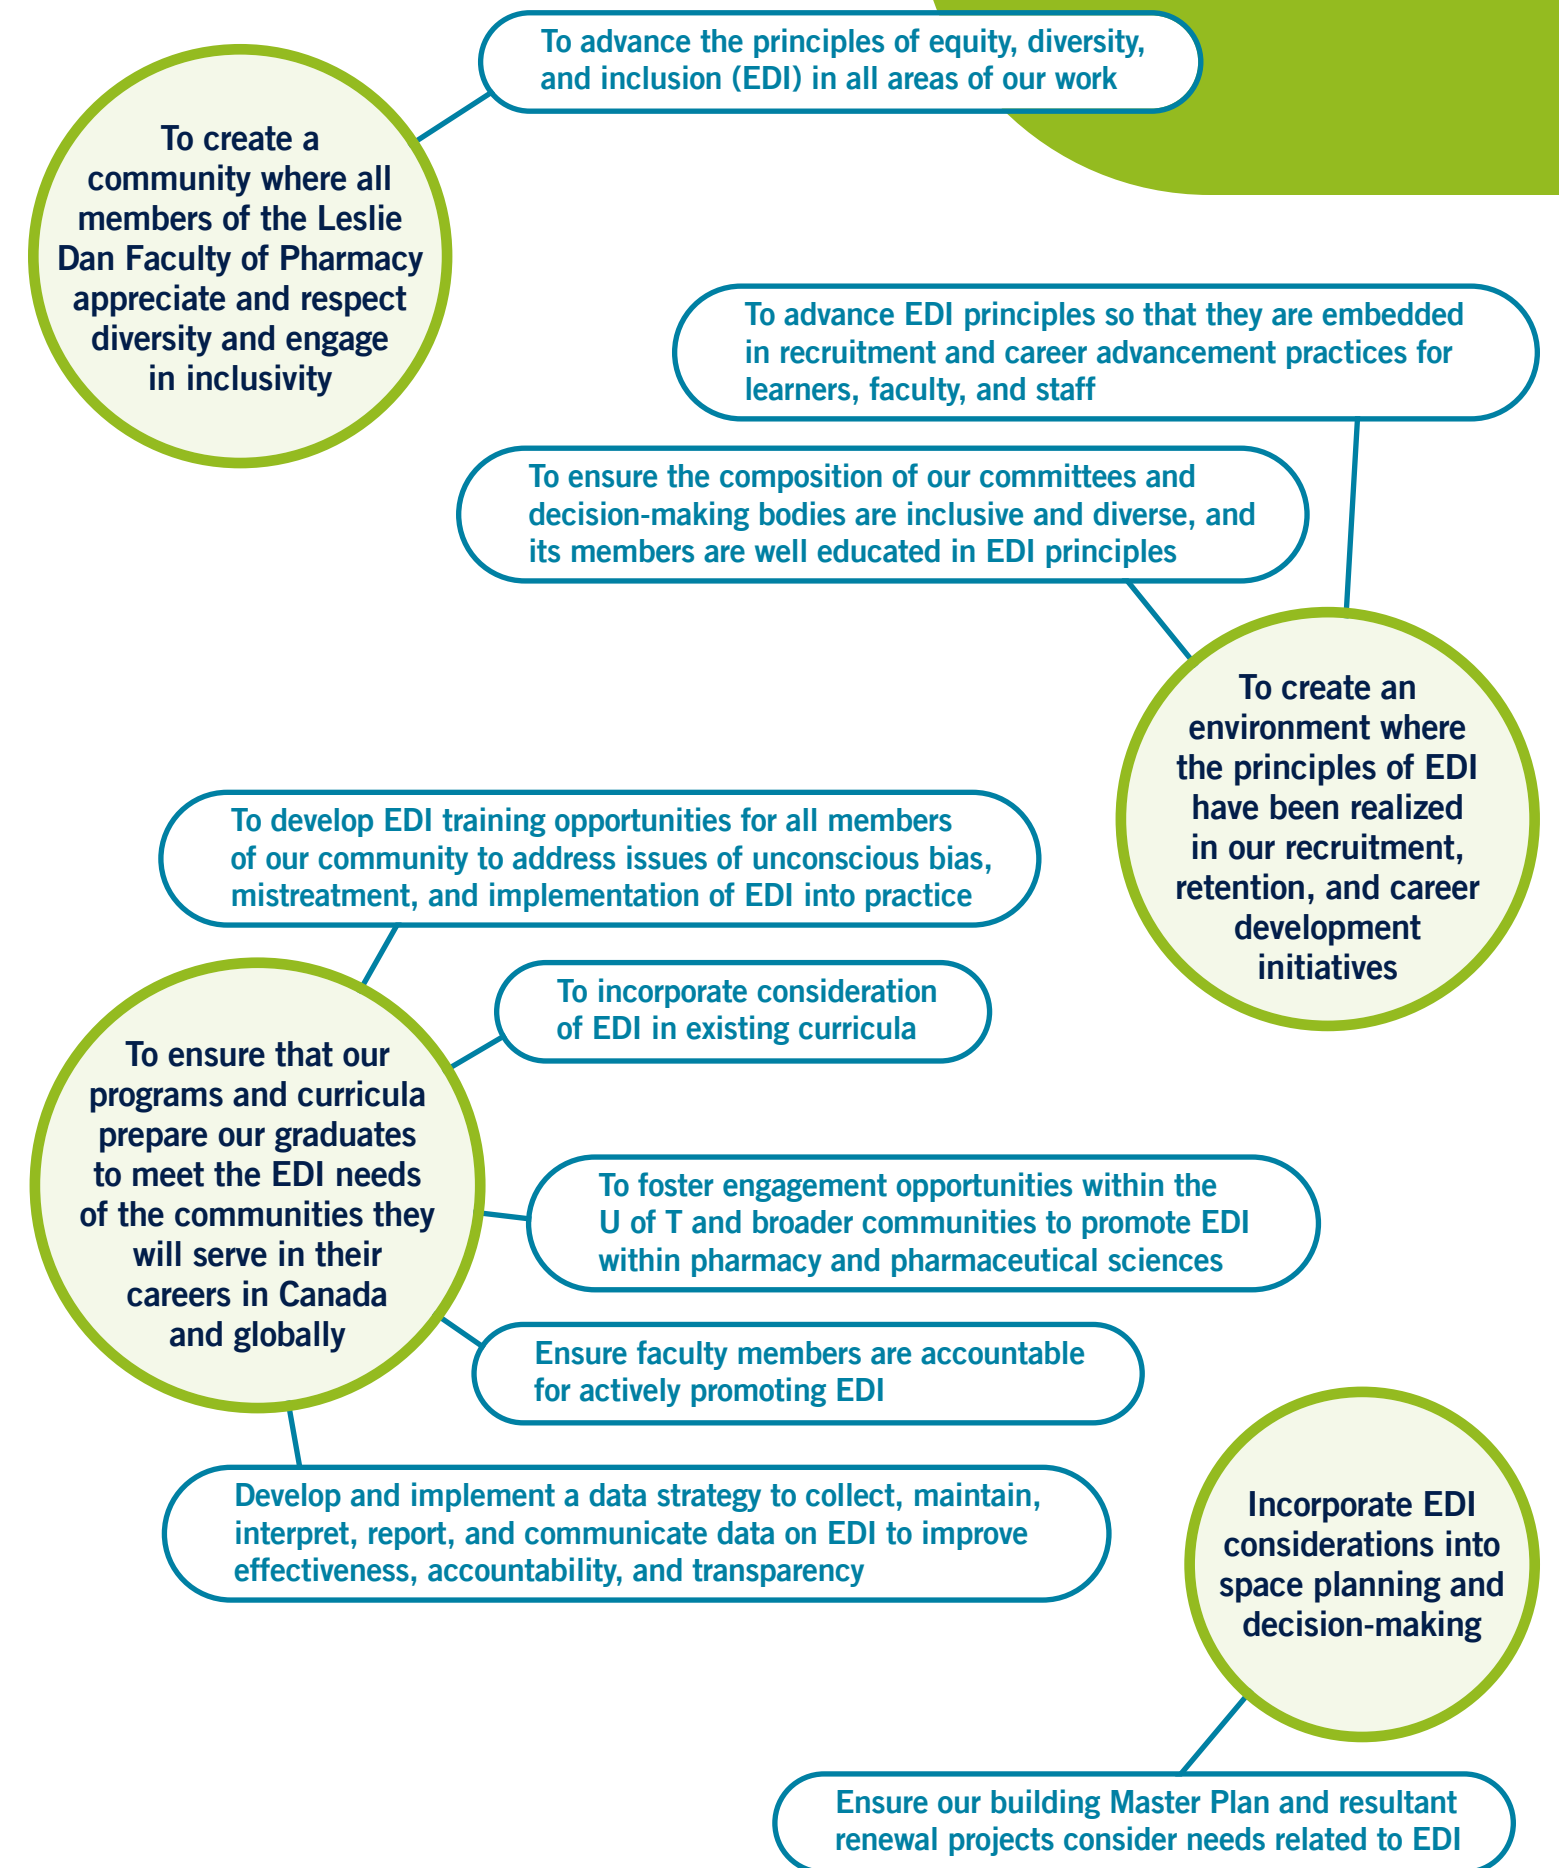 To advance the principles of equity, diversity,
and inclusion (EDI) in all areas of our work
To create a
community where all
members of the Leslie
Dan Faculty of Pharmacy
appreciate and respect
diversity and engage
in inclusivity
To advance EDI principles so that they are embedded
in recruitment and career advancement practices for
learners, faculty, and staff
To ensure the composition of our committees and
decision-making bodies are inclusive and diverse, and
its members are well educated in EDI principles
To create an
environment where
the principles of EDI
have been realized
in our recruitment,
retention, and career
development
initiatives
To develop EDI training opportunities for all members
of our community to address issues of unconscious bias,
mistreatment, and implementation of EDI into practice
To incorporate consideration
of EDI in existing curricula
To ensure that our
programs and curricula
prepare our graduates
to meet the EDI needs
of the communities they
will serve in their
careers in Canada
and globally
To foster engagement opportunities within the
U of T and broader communities to promote EDI
within pharmacy and pharmaceutical sciences
Ensure faculty members are accountable
for actively promoting EDI
Develop and implement a data strategy to collect, maintain,
interpret, report, and communicate data on EDI to improve
effectiveness, accountability, and transparency
Incorporate EDI
considerations into
space planning and
decision-making
Ensure our building Master Plan and resultant
renewal projects consider needs related to EDI